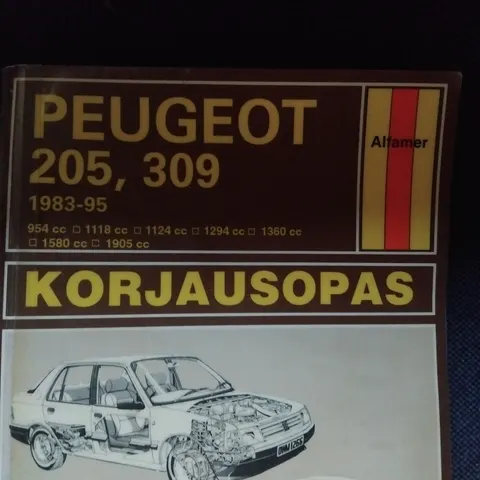 PEUGEOT
Alfamer
205, 309
1983-95
954 cc □ 1118 cc □ 1124 cc □ 1294 cc □ 1360 cc
□ 1580 cc □ 1905 cc
KORJAUSOPAS